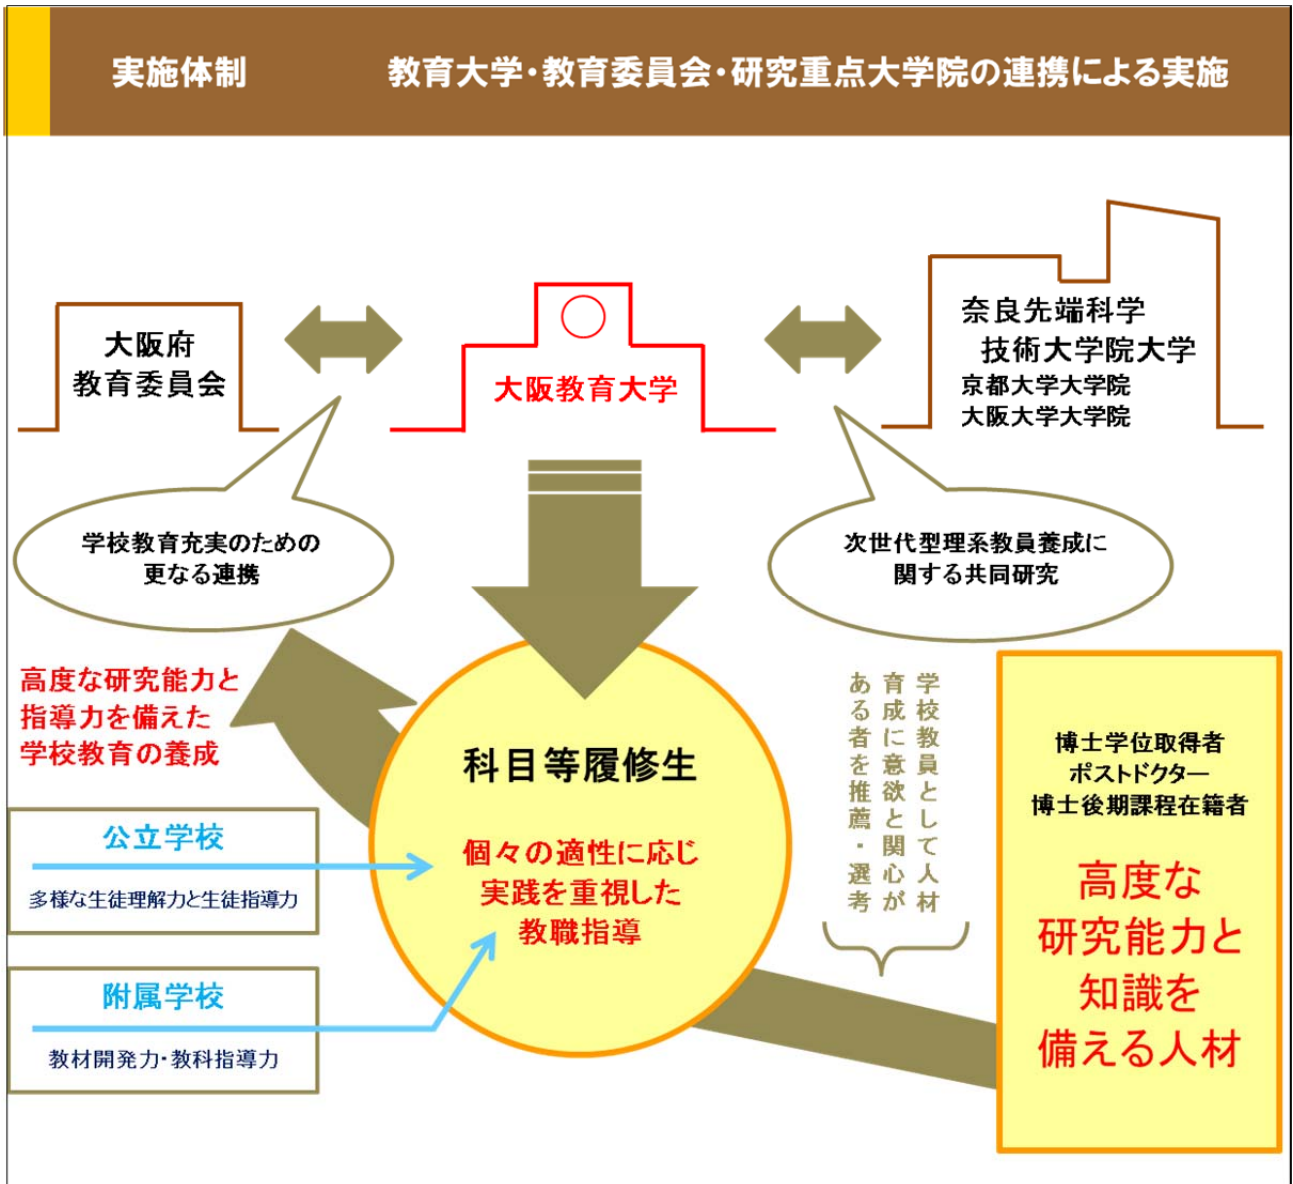 実施体制
教育大学・教育委員会・研究重点大学院の連携による実施
大阪府
教育委員会
大阪教育大学
奈良先端科学
技術大学院大学
京都大学大学院
大阪大学大学院
学校教育充実のための
更なる連携
次世代型理系教員養成に
関する共同研究
高度な研究能力と
指導力を備えた
学校教育の養成
科目等履修生
個々の適性に応じ
実践を重視した
教職指導
公立学校
多様な生徒理解力と生徒指導力
附属学校
教材開発力・教科指導力
学校教員として人材
育成に意欲と関心が
ある者を推薦・選考
博士学位取得者
ポストドクター
博士後期課程在籍者
高度な
研究能力と
知識を
備える人材